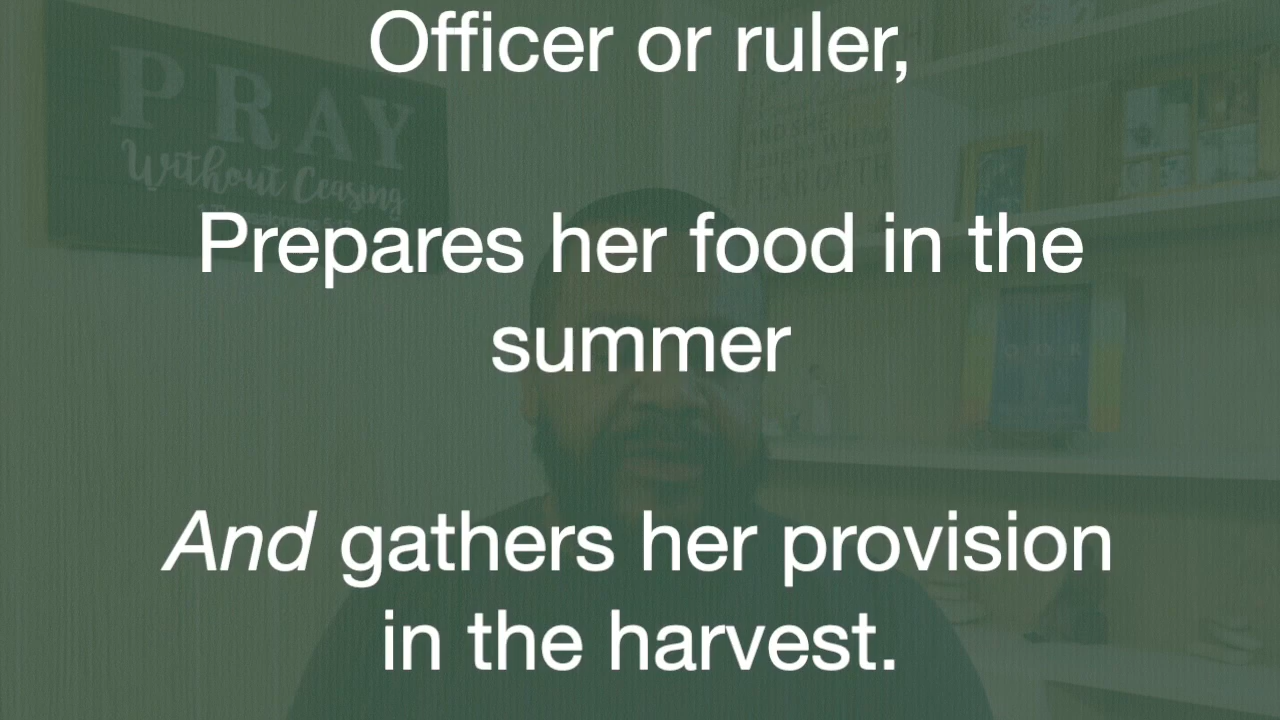 Officer or ruler,
PRAY
Without Ceasing
Prepares her food in the
summer
And gathers her provision
in the harvest.